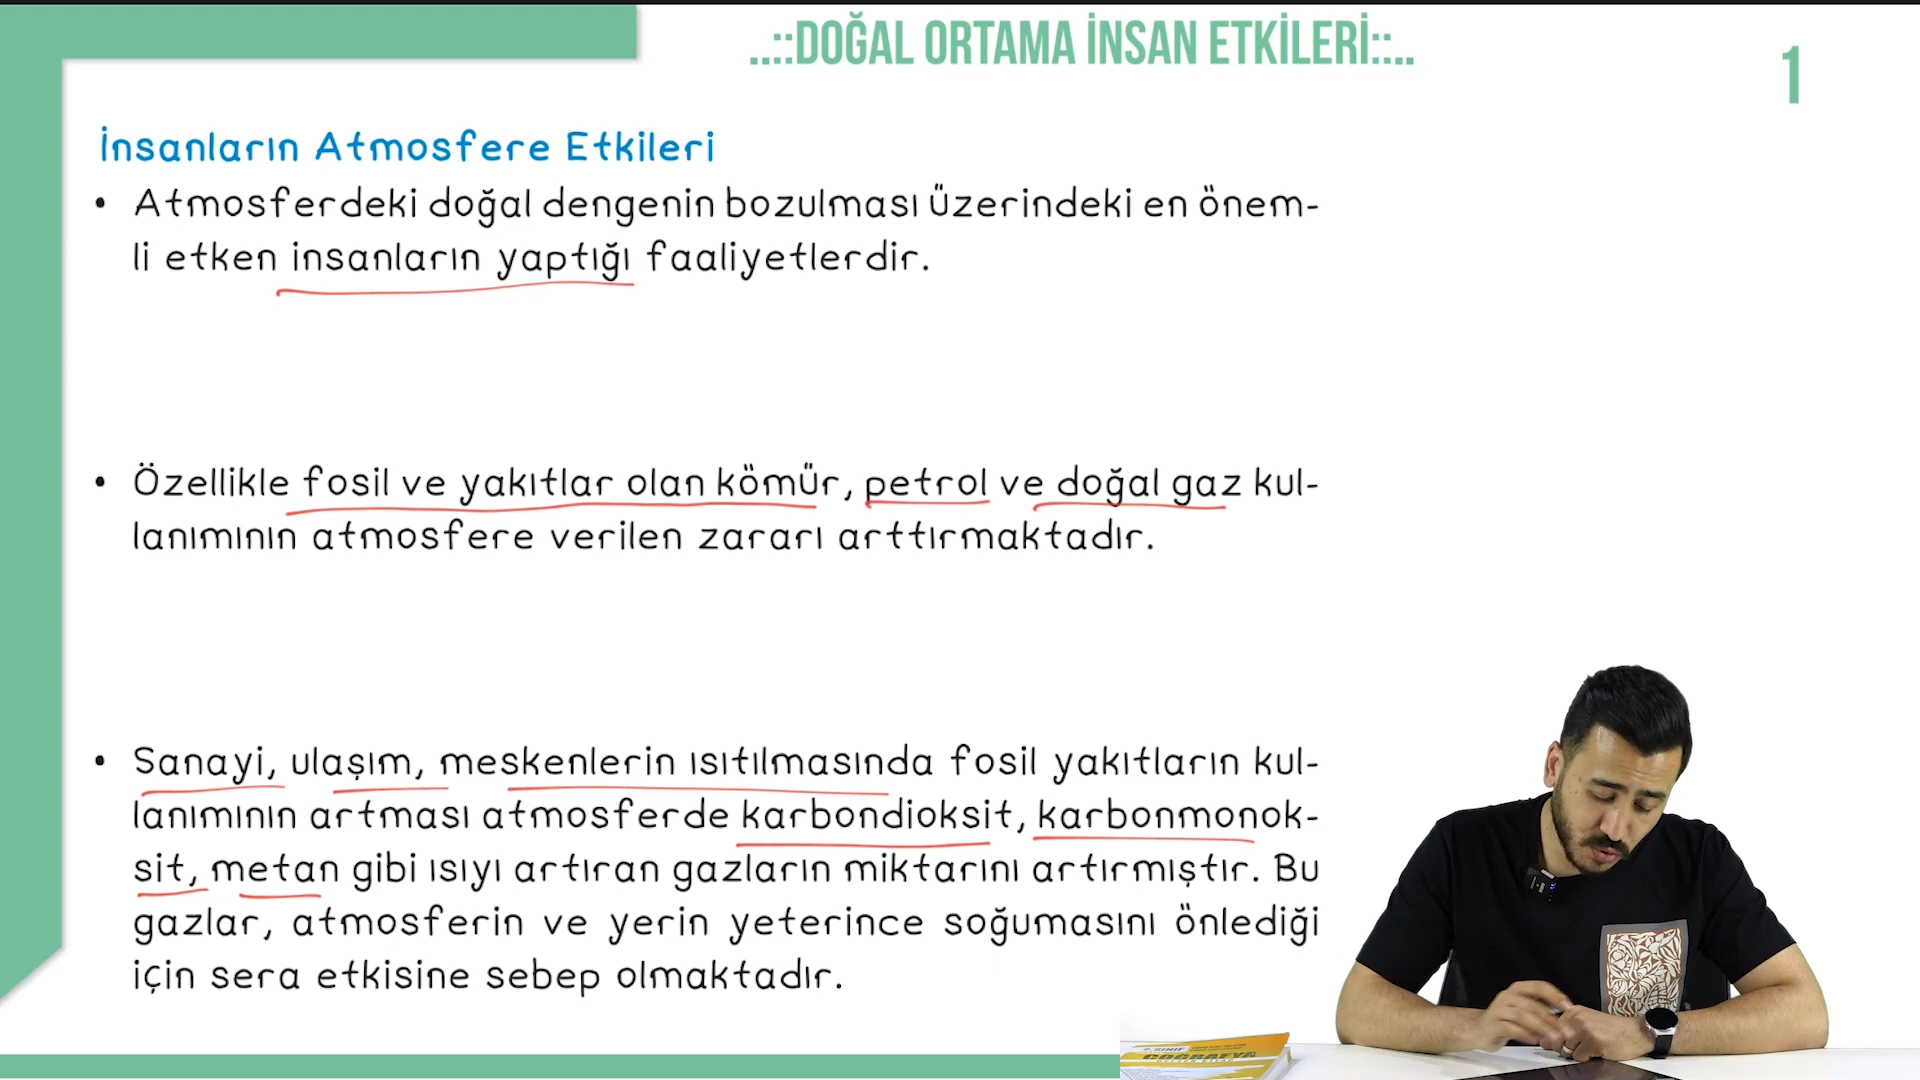 ..::DOĞAL ORTAMA İNSAN ETKİLERİ::..
1
İnsanların Atmosfere Etkileri
• Atmosferdeki doğal dengenin bozulması üzerindeki en önem-
li etken insanların yaptığı faaliyetlerdir.
• Özellikle fosil ve yakıtlar olan kömür, petrol ve doğal gaz kul-
lanımının atmosfere verilen zararı arttırmaktadır.
• Sanayi, ulaşım, meskenlerin ısıtılmasında fosil yakıtların kul-
lanımının artması atmosferde karbondioksit, karbonmonok-
sit, metan gibi ısıyı artıran gazların miktarını artırmıştır. Bu
gazlar, atmosferin ve yerin yeterince soğumasını önlediği
için sera etkisine sebep olmaktadır.
SINIF
COĞRAFYA